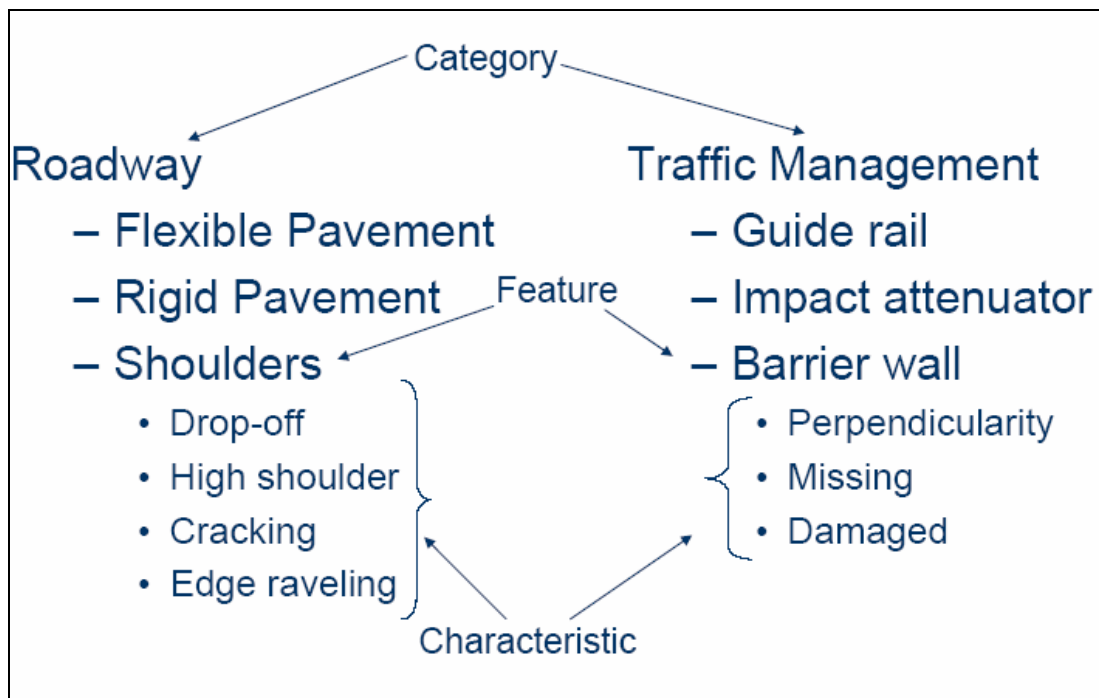 Category
Roadway
– Flexible Pavement
– Rigid Pavement
– Shoulders
• Drop-off
• High shoulder
• Cracking
• Edge raveling
Traffic Management
– Guide rail
– Impact attenuator
– Barrier wall
• Perpendicularity
• Missing
• Damaged
Feature
Characteristic